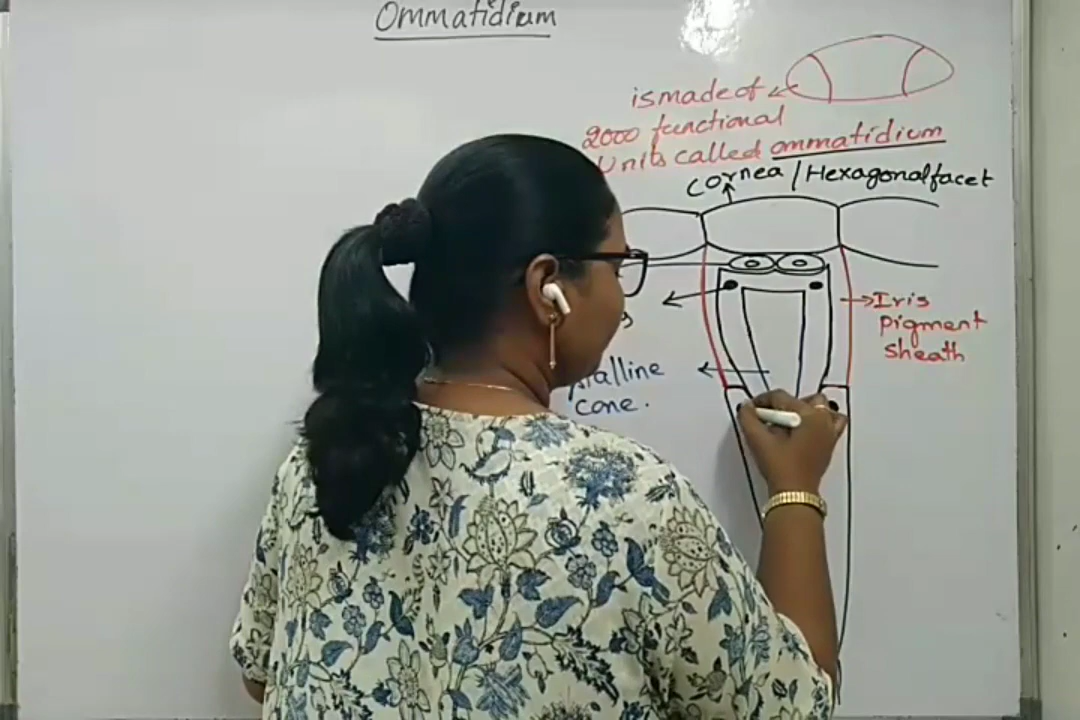 Ommatidium
is made of
2000 functional
Units called ommatidium
Cornea / Hexagonal facet
Iris
pigment
sheath
cone.